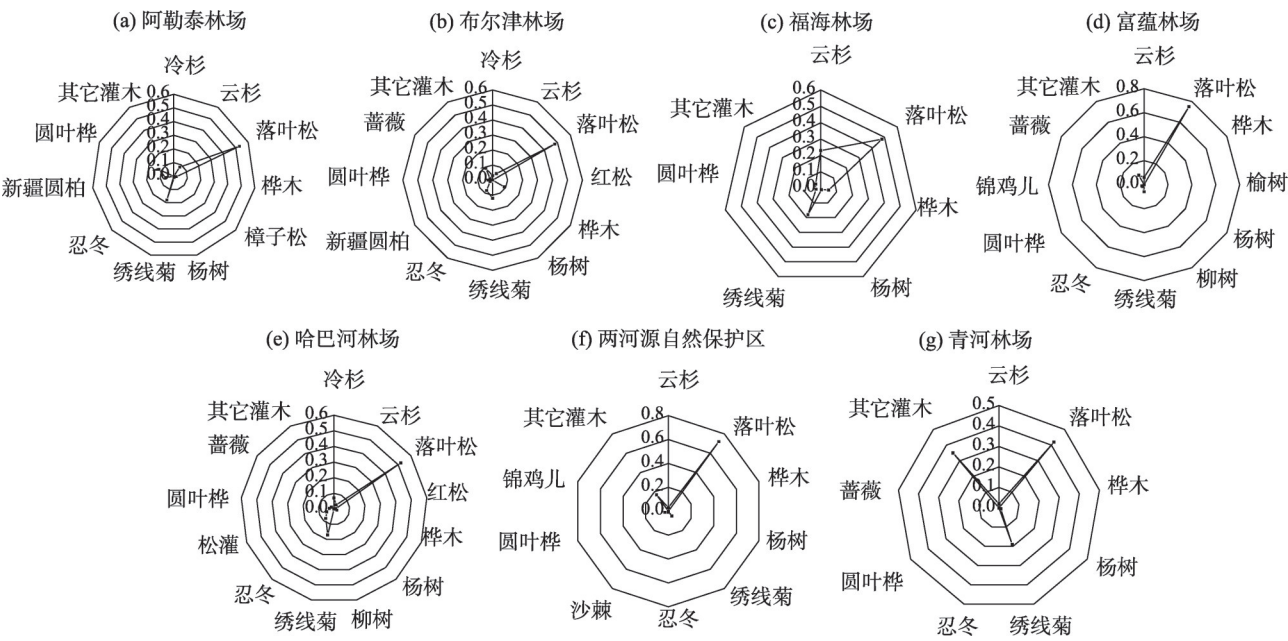 (a) 阿勒泰林场
冷杉
云杉
落叶松
桦木
樟子松
杨树
绣线菊
忍冬
新疆圆柏
圆叶桦
其它灌木
0.6
0.5
0.4
0.3
0.2
0.1
0.0
(b) 布尔津林场
冷杉
云杉
落叶松
红松
桦木
杨树
绣线菊
忍冬
新疆圆柏
圆叶桦
蔷薇
其它灌木
0.6
0.5
0.4
0.3
0.2
0.1
0.0
(c) 福海林场
云杉
落叶松
桦木
杨树
绣线菊
圆叶桦
其它灌木
0.6
0.5
0.4
0.3
0.2
0.1
0.0
(d) 富蕴林场
云杉
落叶松
桦木
榆树
杨树
柳树
绣线菊
忍冬
圆叶桦
锦鸡儿
蔷薇
其它灌木
0.8
0.6
0.4
0.2
0.0
(e) 哈巴河林场
冷杉
云杉
落叶松
红松
桦木
杨树
柳树
绣线菊
忍冬
松灌
圆叶桦
蔷薇
其它灌木
0.6
0.5
0.4
0.3
0.2
0.1
0.0
(f) 两河源自然保护区
云杉
落叶松
桦木
杨树
绣线菊
忍冬
沙棘
圆叶桦
锦鸡儿
其它灌木
0.8
0.6
0.4
0.2
0.0
(g) 青河林场
云杉
落叶松
桦木
杨树
绣线菊
忍冬
圆叶桦
蔷薇
其它灌木
0.5
0.4
0.3
0.2
0.1
0.0